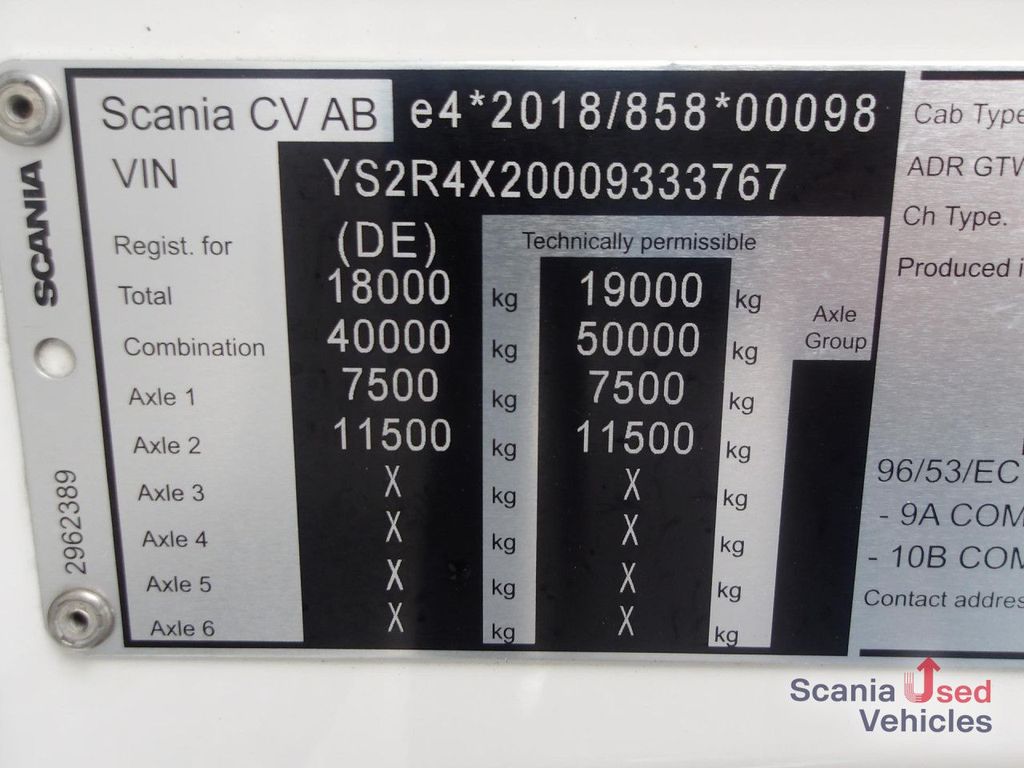 Scania CV AB e4*2018/858*00098
VIN YS2R4X20009333767
Regist. for (DE) Technically permissible
Total 18000 kg 19000 kg
Combination 40000 kg 50000 kg
Axle Group
Axle 1 7500 kg 7500 kg
Axle 2 11500 kg 11500 kg
Axle 3 X kg X kg
Axle 4 X kg X kg
Axle 5 X kg X kg
Axle 6 X kg X kg
SCANIA
2962389
Cab Type
ADR GTW
Ch Type.
Produced
96/53/EC
- 9A
- 10B
Contact
Scania Used
Vehicles